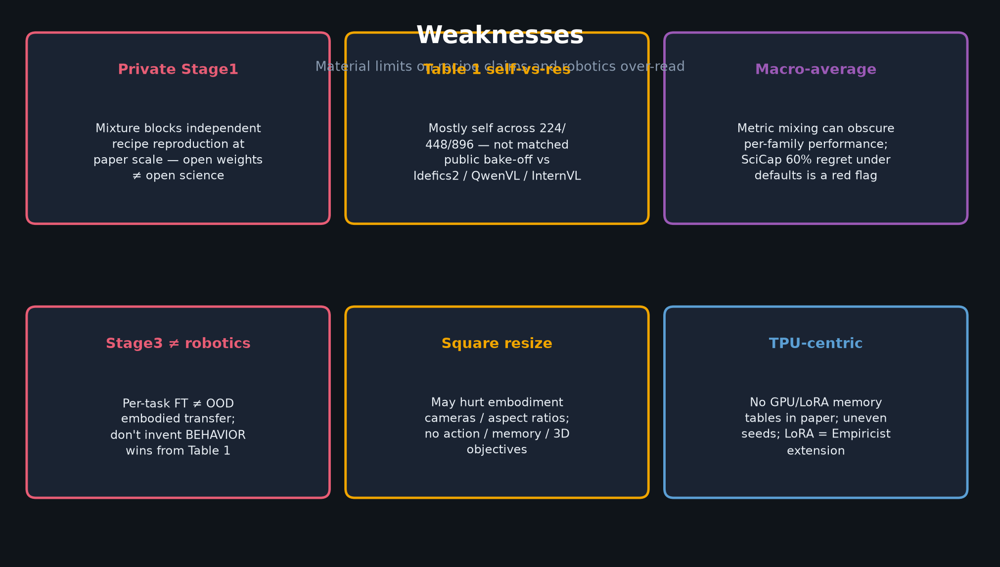 Weaknesses
Material limits on recipe claims and robotics over-read
Private Stage1
Mixture blocks independent
recipe reproduction at
paper scale — open weights
≠ open science
Table 1 self-vs-res
Mostly self across 224/
448/896 — not matched
public bake-off vs
Idefics2 / QwenVL / InternVL
Macro-average
Metric mixing can obscure
per-family performance;
SciCap 60% regret under
defaults is a red flag
Stage3 ≠ robotics
Per-task FT ≠ OOD
embodied transfer;
don't invent BEHAVIOR
wins from Table 1
Square resize
May hurt embodiment
cameras / aspect ratios;
no action / memory / 3D
objectives
TPU-centric
No GPU/LoRA memory
tables in paper; uneven
seeds; LoRA = Empiricist
extension